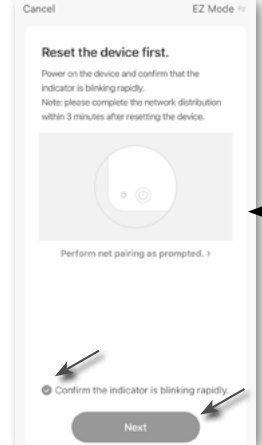 Cancel EZ Mode
Reset the device first.
Power on the device and confirm that the
indicator is blinking rapidly.
Note: please complete the network distribution
within 3 minutes after resetting the device.
Perform net pairing as prompted. >
Confirm the indicator is blinking rapidly.
Next